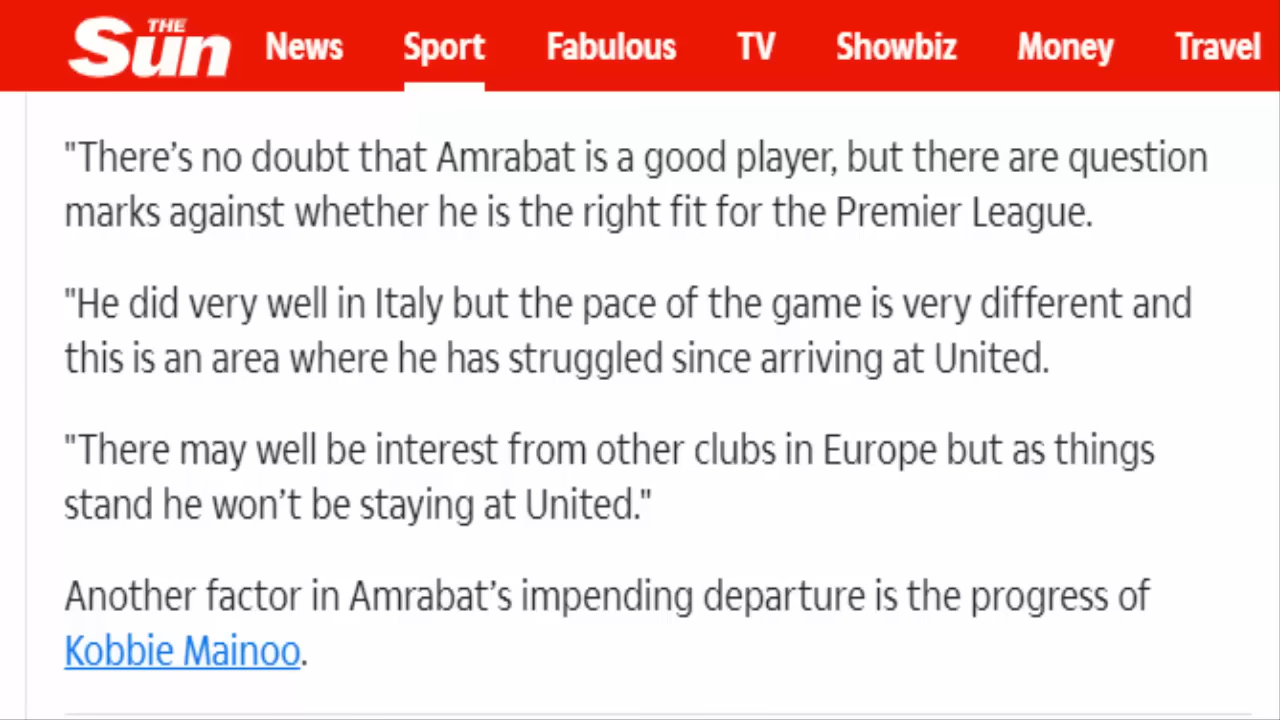 THE
Sun News Sport Fabulous TV Showbiz Money Travel
"There’s no doubt that Amrabat is a good player, but there are question
marks against whether he is the right fit for the Premier League.
"He did very well in Italy but the pace of the game is very different and
this is an area where he has struggled since arriving at United.
"There may well be interest from other clubs in Europe but as things
stand he won’t be staying at United."
Another factor in Amrabat’s impending departure is the progress of
Kobbie Mainoo.